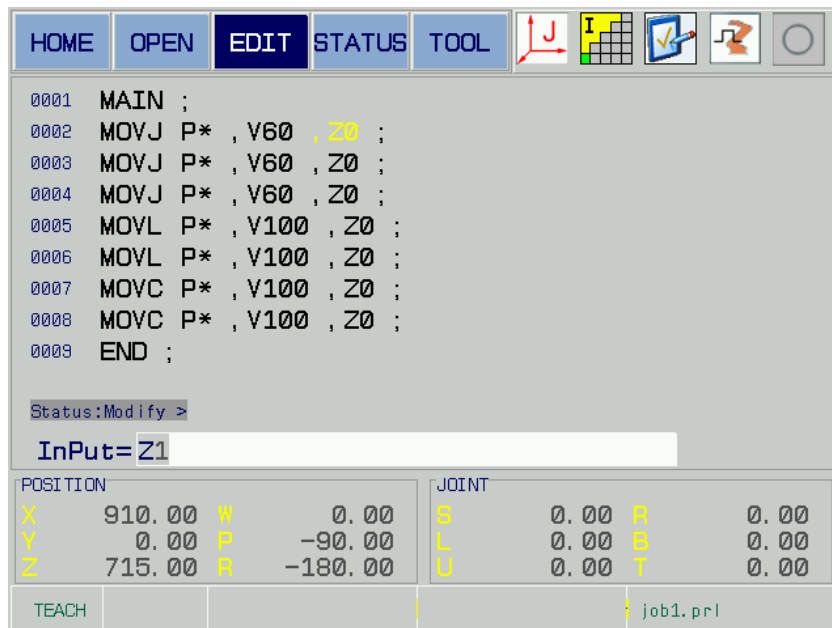 HOME OPEN EDIT STATUS TOOL J I
0001 MAIN ;
0002 MOVJ P* , V60 , Z0 ;
0003 MOVJ P* , V60 , Z0 ;
0004 MOVJ P* , V60 , Z0 ;
0005 MOVL P* , V100 , Z0 ;
0006 MOVL P* , V100 , Z0 ;
0007 MOVC P* , V100 , Z0 ;
0008 MOVC P* , V100 , Z0 ;
0009 END ;
Status:Modify >
InPut= Z1
POSITION
X 910.00 W 0.00
Y 0.00 P -90.00
Z 715.00 R -180.00
JOINT
S 0.00 R 0.00
L 0.00 B 0.00
U 0.00 T 0.00
TEACH job1.prl